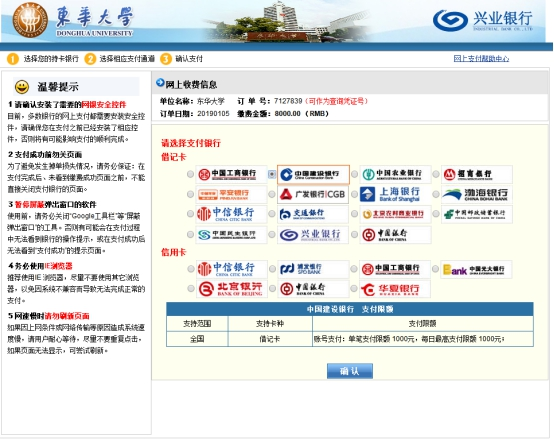 東華大學
DONGHUA UNIVERSITY
兴业银行
INDUSTRIAL BANK CO.,LTD.
1 选择您的持卡银行 2 选择相应支付通道 3 确认支付
网上支付帮助中心
温馨提示
1 请确认安装了需要的网银安全控件
目前，多数银行的网上支付都需要安装安全控件，请确保您在支付之前已经安装了相应控件，否则将有可能影响支付的顺利完成。
2 支付成功前勿关页面
为了避免发生掉单损失情况，请务必保证：在支付完成后、未看到缴费成功页面之前，不能直接关闭支付银行的页面。
3 暂停屏蔽弹出窗口的软件
使用前，请务必关闭“Google工具栏”等“屏蔽弹出窗口”的工具。否则有可能会在支付过程中无法看到银行的操作提示，或在支付成功后无法看到“支付成功”的提示页面。
4 务必使用IE浏览器
推荐使用IE浏览器，尽量不要使用其它浏览器，以免因系统不兼容而导致无法完成正常的支付。
5 网速慢时请勿刷新页面
如果因上网条件或网络传输等原因造成系统速度慢，请用户耐心等待，尽量不要重复点击，如果页面无法显示，可尝试刷新。
网上收费信息
单位名称：东华大学 订 单 号：7127839（可作为查询凭证号）
订单日期：20190105 缴费金额：8000.00（RMB）
请选择支付银行
借记卡
中国工商银行 中国建设银行 China Construction Bank 中国农业银行 招商银行
平安银行 广发银行|CGB 上海银行 Bank of Shanghai 渤海银行
中信银行 CHINA CITIC BANK 交通银行 北京农村商业银行 中国邮政储蓄银行
中国民生银行 兴业银行 中国银行 BANK OF CHINA
信用卡
中信银行 CHINA CITIC BANK 浦发银行 SPD BANK 中国工商银行 Bank 中国光大银行
北京银行 BANK OF BEIJING 中国银行 BANK OF CHINA 华夏银行 HUAXIA BANK
中国建设银行 支付限额
支持范围 支持卡种 支付限额
全国 借记卡 账号支付：单笔支付限额 1000元，每日最高支付限额 1000元；
确 认